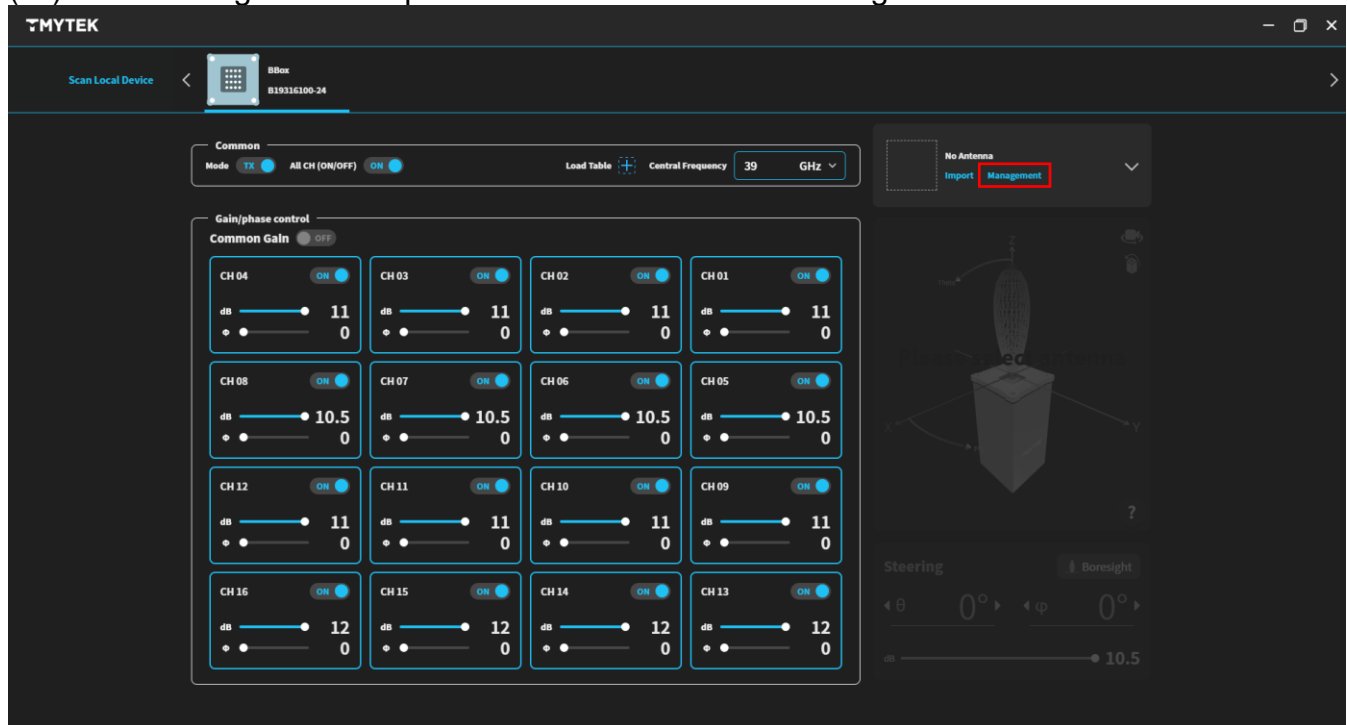 TMYTEK
Scan Local Device
BBox
B19316100-24
Common
Mode TX All CH (ON/OFF) ON Load Table Central Frequency 39 GHz
No Antenna
Import Management
Gain/phase control
Common Gain OFF
CH 04 ON CH 03 ON CH 02 ON CH 01 ON
dB 11 dB 11 dB 11 dB 11
Φ 0 Φ 0 Φ 0 Φ 0
CH 08 ON CH 07 ON CH 06 ON CH 05 ON
dB 10.5 dB 10.5 dB 10.5 dB 10.5
Φ 0 Φ 0 Φ 0 Φ 0
CH 12 ON CH 11 ON CH 10 ON CH 09 ON
dB 11 dB 11 dB 11 dB 11
Φ 0 Φ 0 Φ 0 Φ 0
CH 16 ON CH 15 ON CH 14 ON CH 13 ON
dB 12 dB 12 dB 12 dB 12
Φ 0 Φ 0 Φ 0 Φ 0
Z
Theta
Please select antenna
X Y
?
Steering Boresight
θ 0° φ 0°
dB 10.5